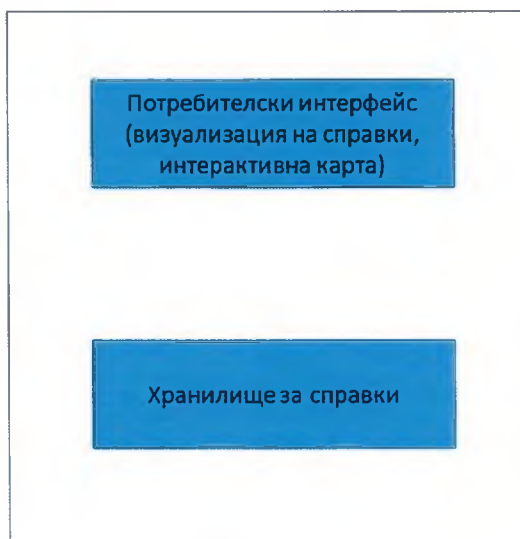 Потребителски интерфейс
(визуализация на справки,
интерактивна карта)
Хранилище за справки